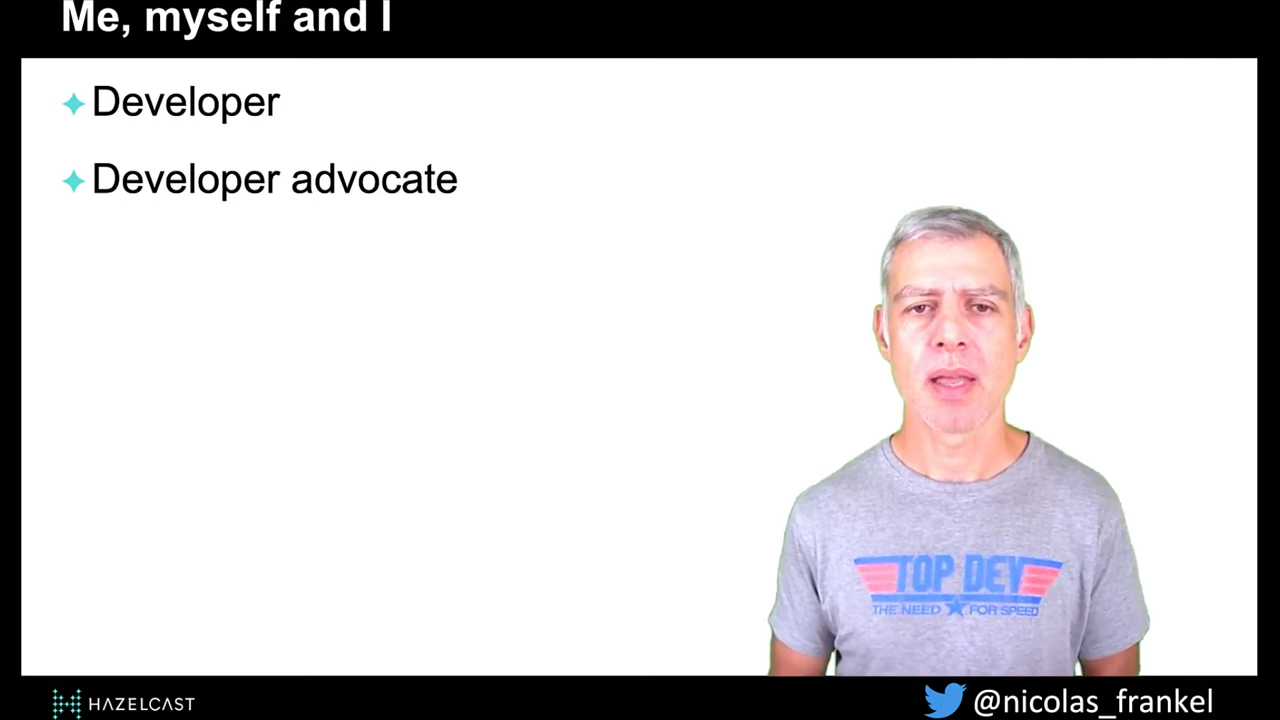 Me, myself and I
Developer
Developer advocate
TOP DEV
THE NEED FOR SPEED
HAZELCAST
@nicolas_frankel